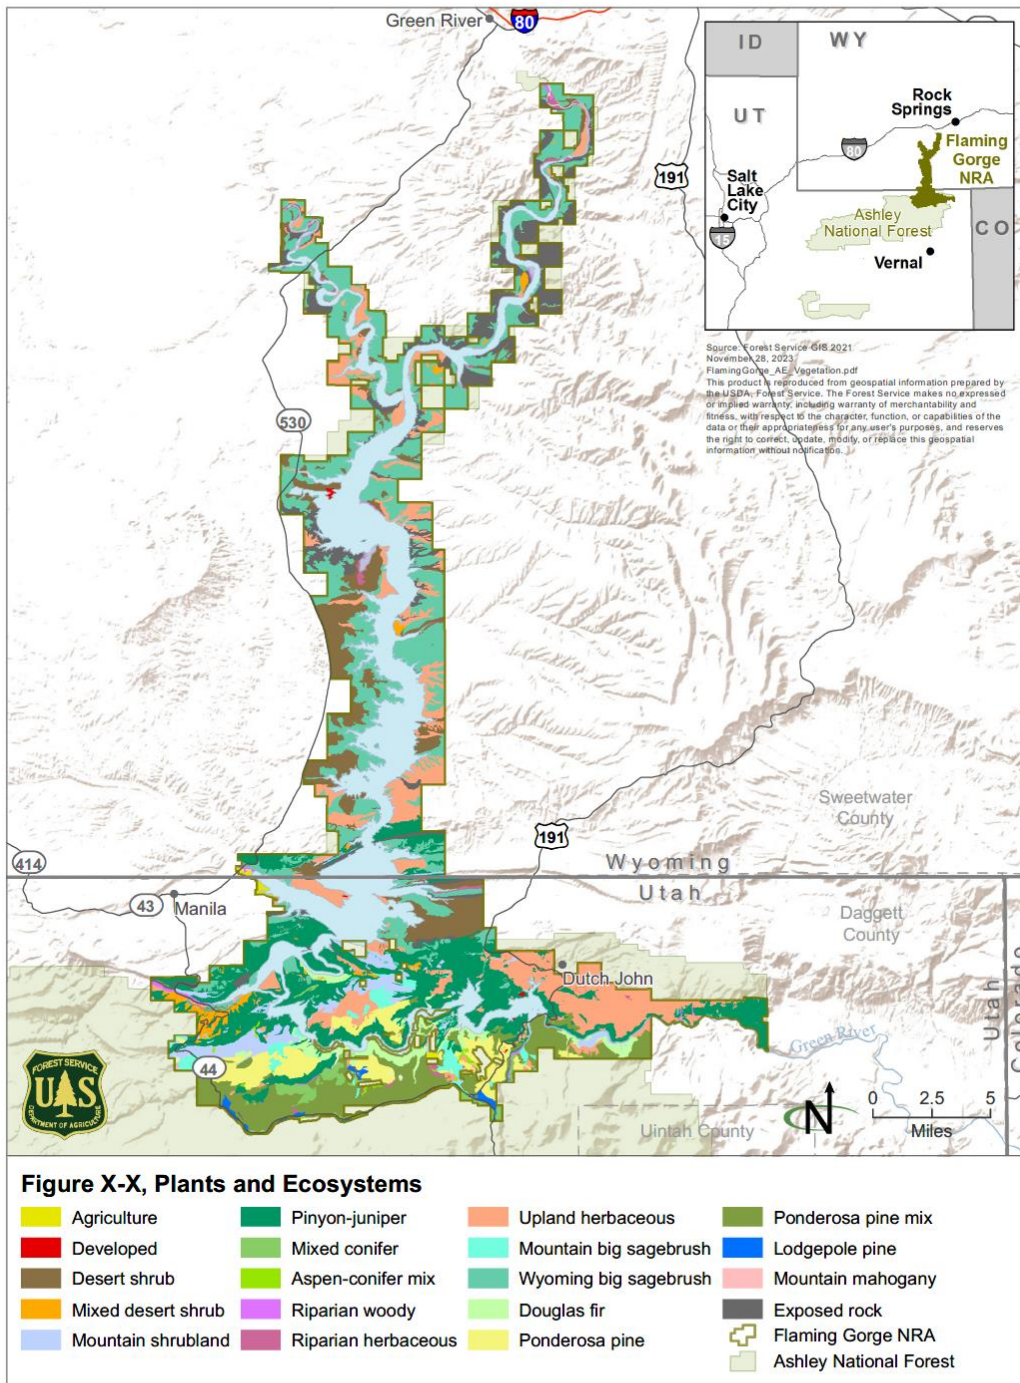 Green River
80
ID
WY
UT
Rock
Springs
80
Flaming
Gorge
NRA
Salt
Lake
City
15
Ashley
National Forest
CO
Vernal
191
Source: Forest Service GIS 2021
November 28, 2023
FlamingGorge_AE_Vegetation.pdf
This product is reproduced from geospatial information prepared by
the USDA, Forest Service. The Forest Service makes no expressed
or implied warranty, including warranty of merchantability and
fitness, with respect to the character, function, or capabilities of the
data or their appropriateness for any user's purposes, and reserves
the right to correct, update, modify, or replace this geospatial
information without notification.
530
Sweetwater
County
191
414
Wyoming
Utah
43
Manila
Daggett
County
Dutch John
Utah
Colorado
Green River
44
FOREST SERVICE
UAS
DEPARTMENT OF AGRICULTURE
Uintah County
N
0 2.5 5
Miles
Figure X-X, Plants and Ecosystems
Agriculture
Developed
Desert shrub
Mixed desert shrub
Mountain shrubland
Pinyon-juniper
Mixed conifer
Aspen-conifer mix
Riparian woody
Riparian herbaceous
Upland herbaceous
Mountain big sagebrush
Wyoming big sagebrush
Douglas fir
Ponderosa pine
Ponderosa pine mix
Lodgepole pine
Mountain mahogany
Exposed rock
Flaming Gorge NRA
Ashley National Forest